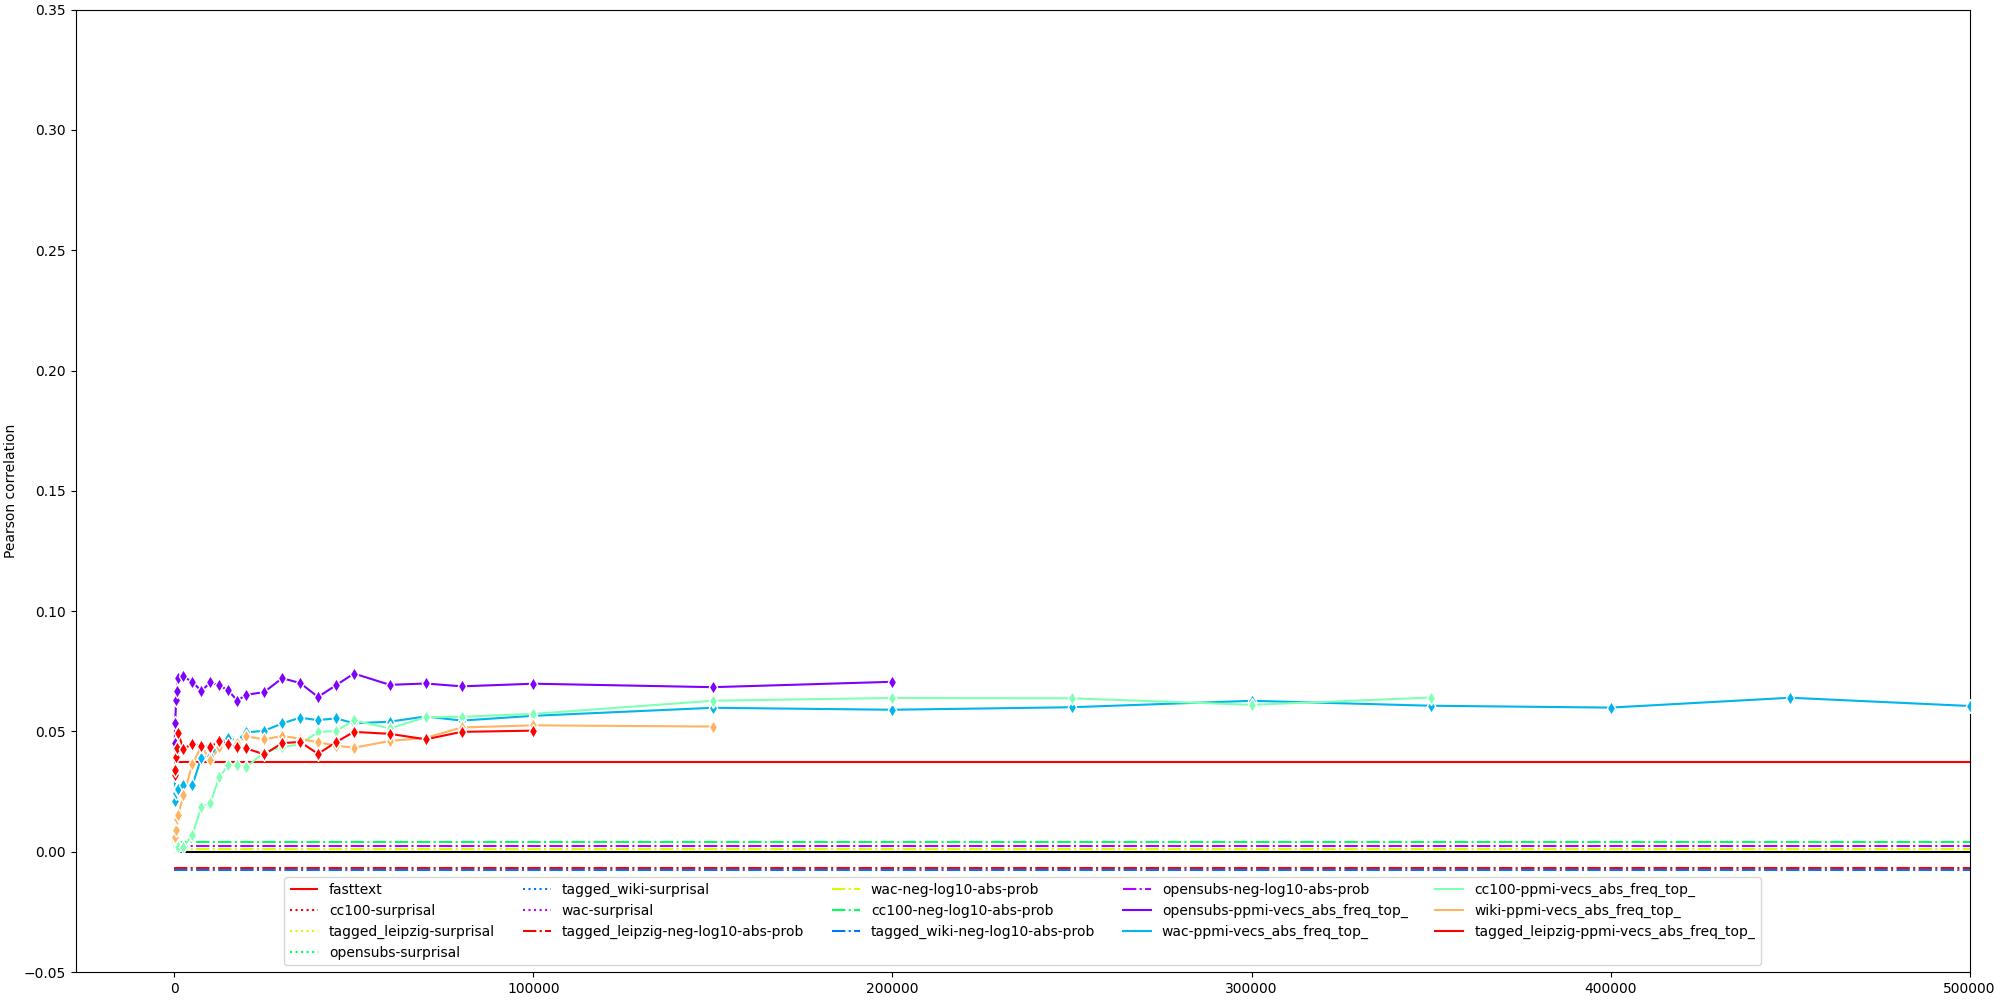 0.35
0.30
0.25
0.20
0.15
0.10
0.05
0.00
−0.05
Pearson correlation
0
100000
200000
300000
400000
500000
fasttext
cc100-surprisal
tagged_leipzig-surprisal
opensubs-surprisal
tagged_wiki-surprisal
wac-surprisal
tagged_leipzig-neg-log10-abs-prob
wac-neg-log10-abs-prob
cc100-neg-log10-abs-prob
tagged_wiki-neg-log10-abs-prob
opensubs-neg-log10-abs-prob
opensubs-ppmi-vecs_abs_freq_top_
wac-ppmi-vecs_abs_freq_top_
cc100-ppmi-vecs_abs_freq_top_
wiki-ppmi-vecs_abs_freq_top_
tagged_leipzig-ppmi-vecs_abs_freq_top_